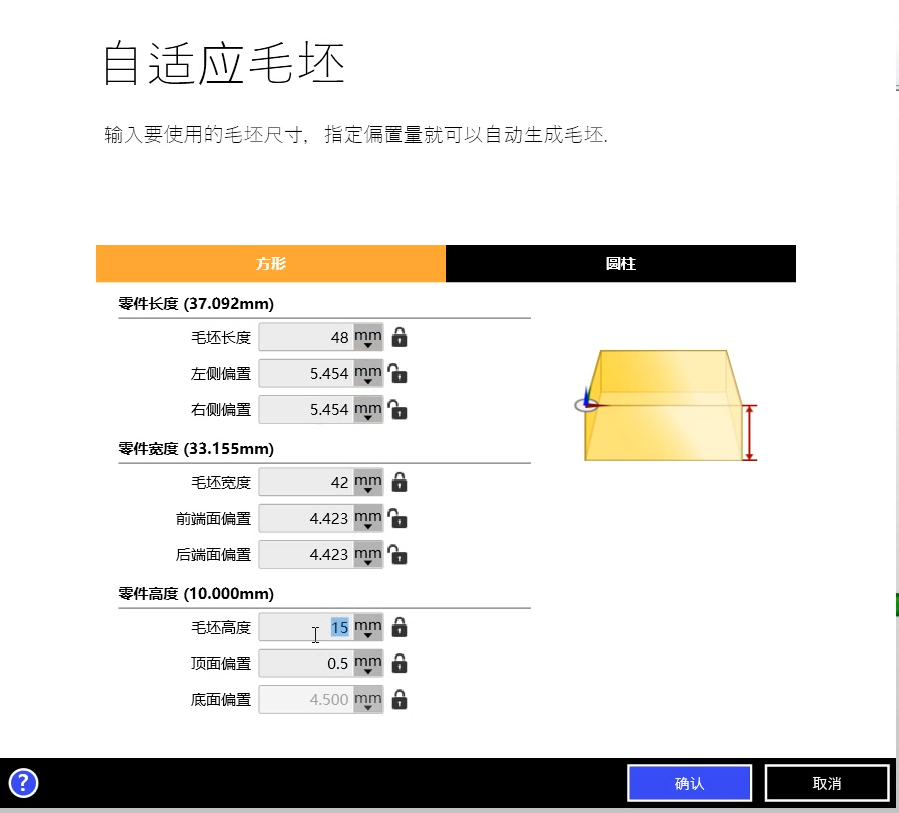 自适应毛坯
输入要使用的毛坯尺寸，指定偏置量就可以自动生成毛坯.
方形 圆柱
零件长度 (37.092mm)
毛坯长度 48 mm
左侧偏置 5.454 mm
右侧偏置 5.454 mm
零件宽度 (33.155mm)
毛坯宽度 42 mm
前端面偏置 4.423 mm
后端面偏置 4.423 mm
零件高度 (10.000mm)
毛坯高度 15 mm
顶面偏置 0.5 mm
底面偏置 4.500 mm
? 确认 取消